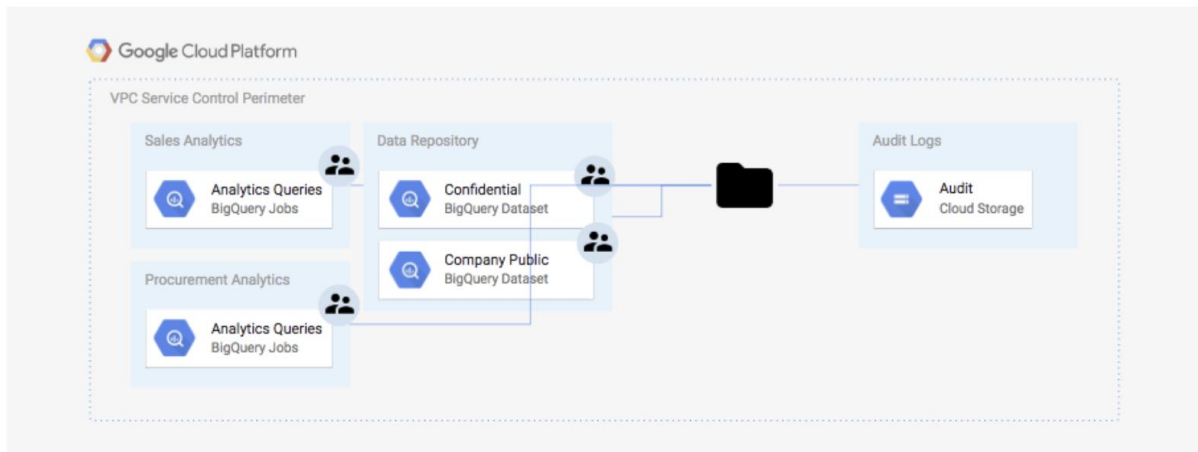 Google Cloud Platform
VPC Service Control Perimeter
Sales Analytics
Analytics Queries
BigQuery Jobs
Data Repository
Confidential
BigQuery Dataset
Company Public
BigQuery Dataset
Audit Logs
Audit
Cloud Storage
Procurement Analytics
Analytics Queries
BigQuery Jobs